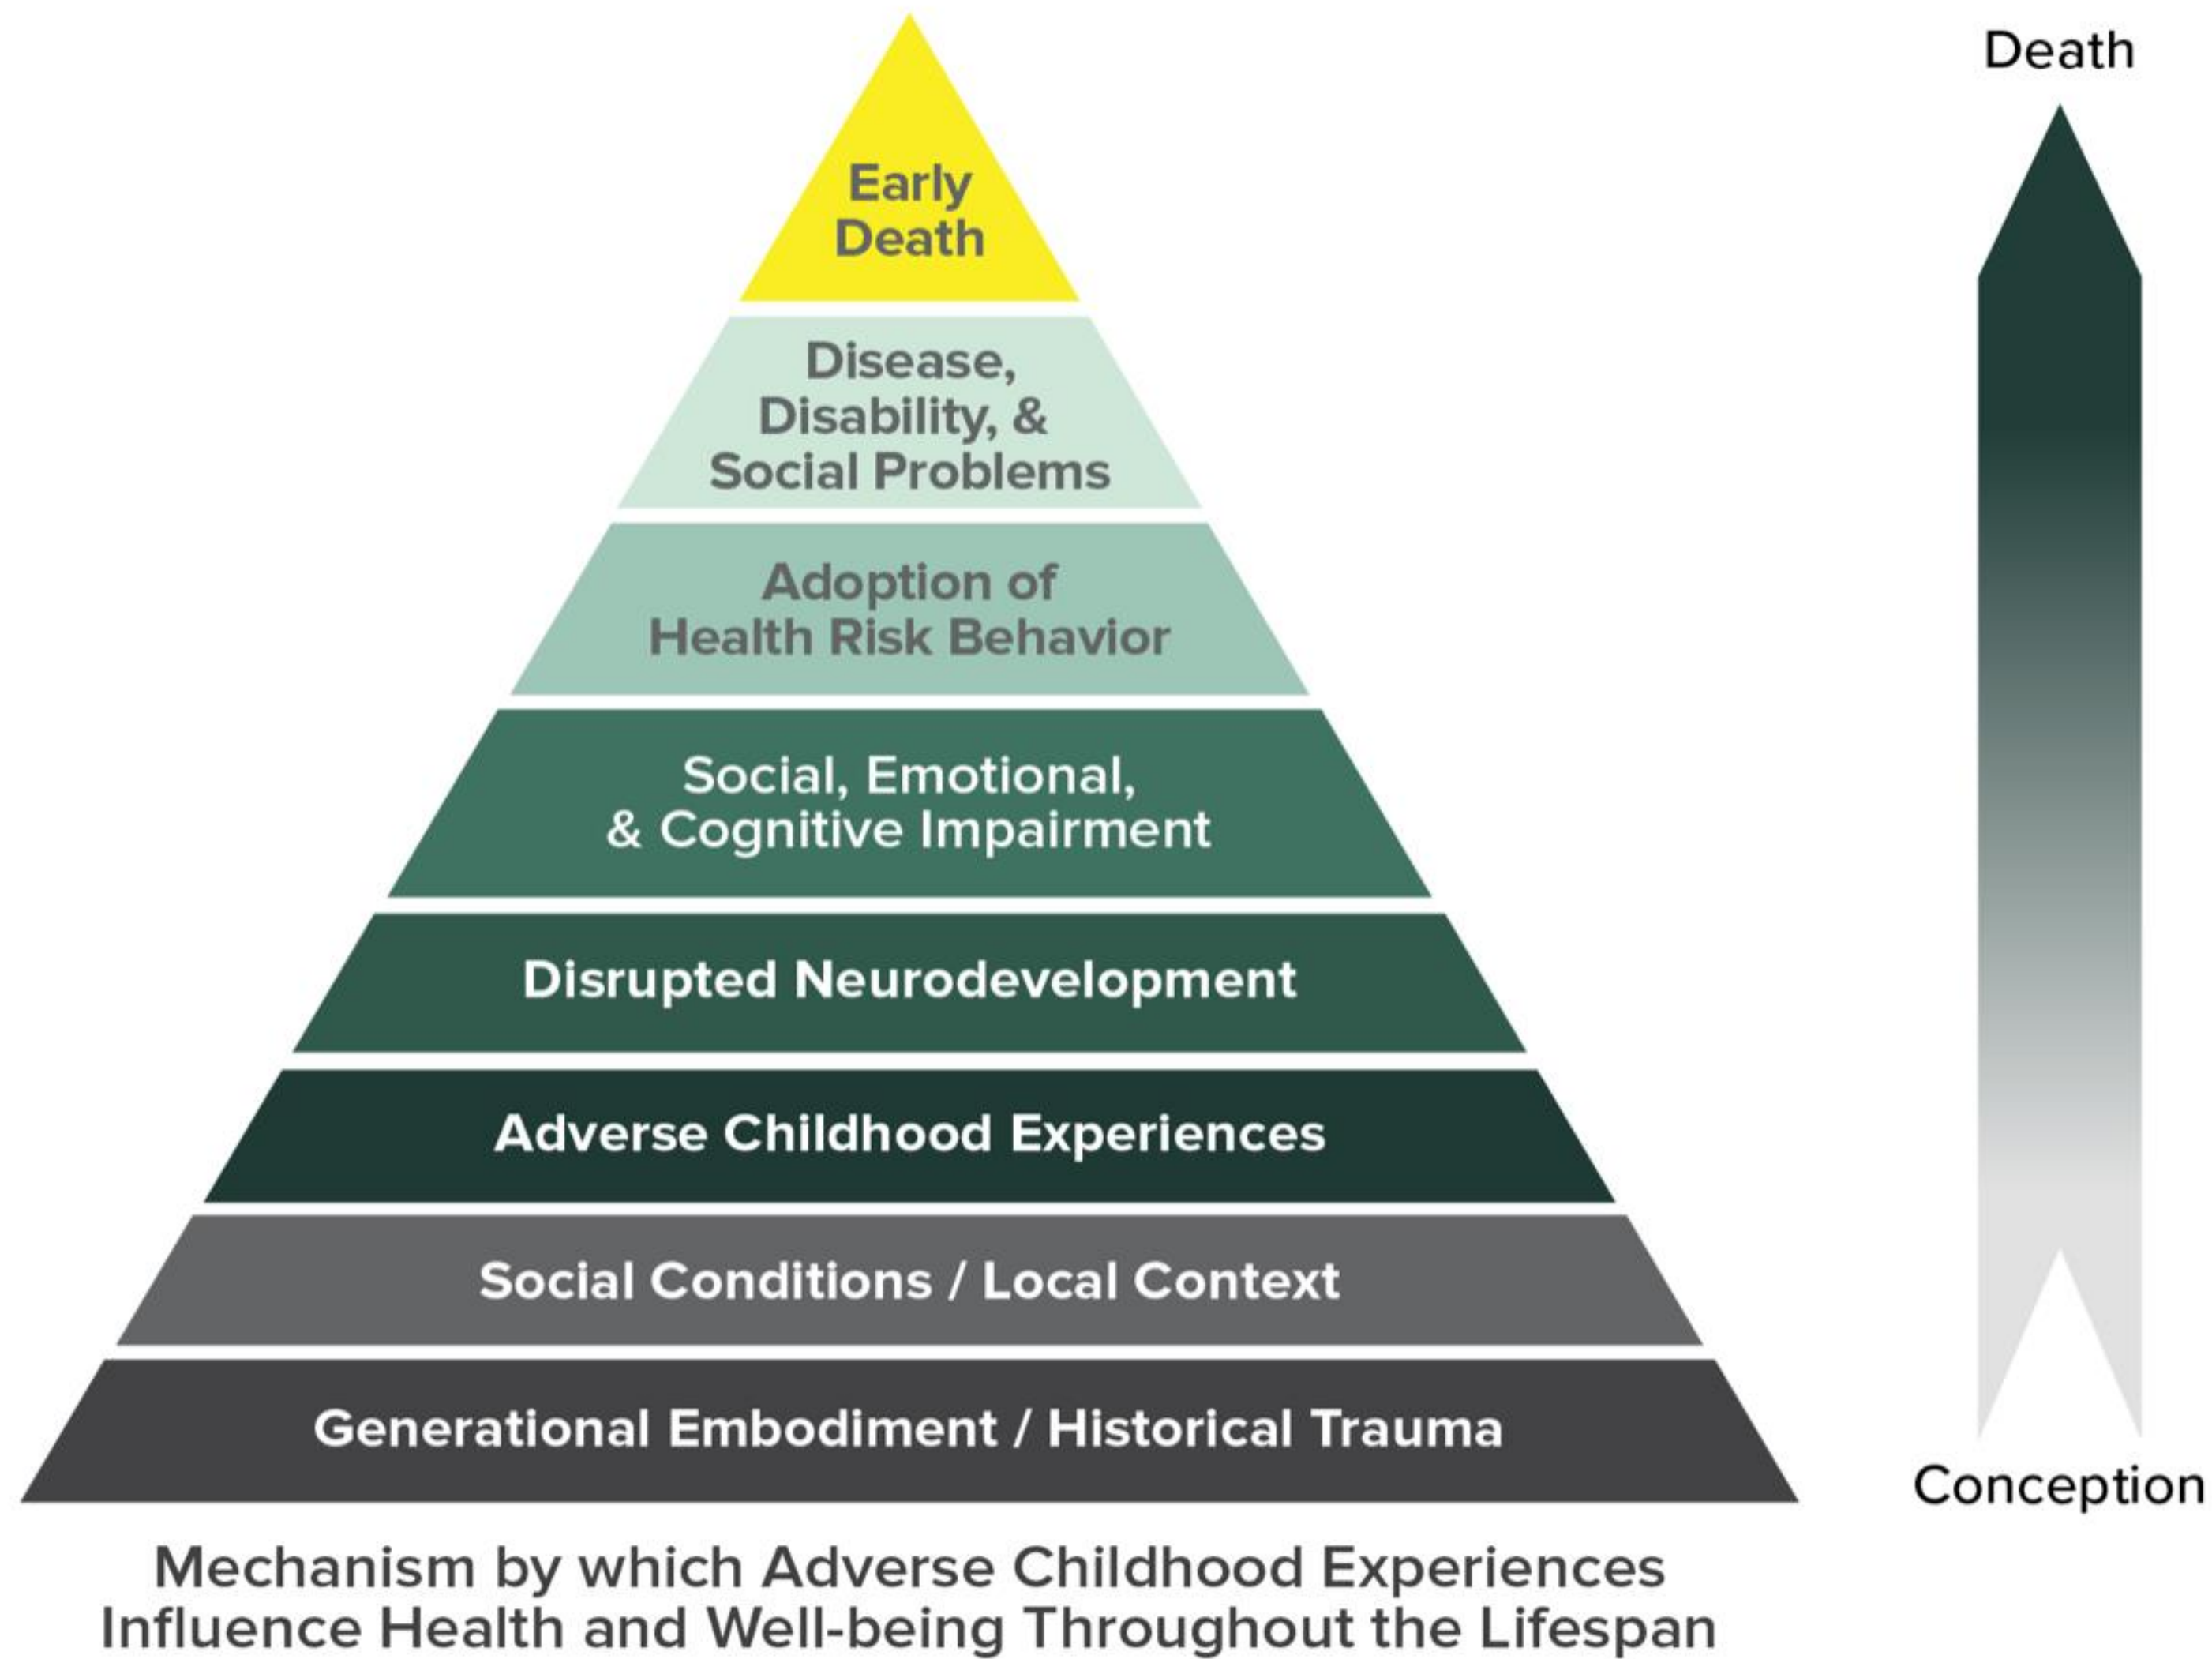 Death
Early
Death
Disease,
Disability, &
Social Problems
Adoption of
Health Risk Behavior
Social, Emotional,
& Cognitive Impairment
Disrupted Neurodevelopment
Adverse Childhood Experiences
Social Conditions / Local Context
Generational Embodiment / Historical Trauma
Conception
Mechanism by which Adverse Childhood Experiences
Influence Health and Well-being Throughout the Lifespan